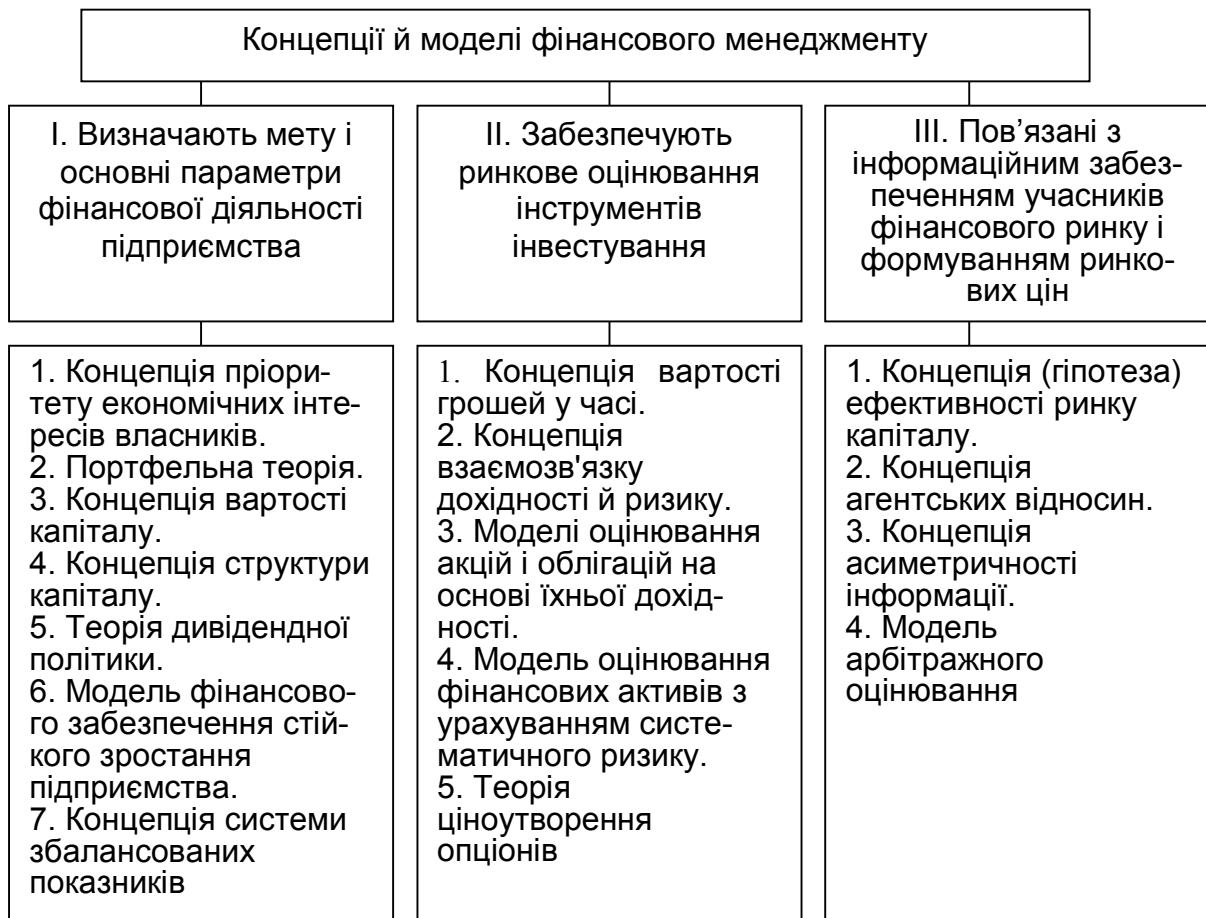 Концепції й моделі фінансового менеджменту
I. Визначають мету і
основні параметри
фінансової діяльності
підприємства
II. Забезпечують
ринкове оцінювання
інструментів
інвестування
III. Пов’язані з
інформаційним забез-
печенням учасників
фінансового ринку і
формуванням ринко-
вих цін
1. Концепція пріори-
тету економічних інте-
ресів власників.
2. Портфельна теорія.
3. Концепція вартості
капіталу.
4. Концепція структури
капіталу.
5. Теорія дивідендної
політики.
6. Модель фінансово-
го забезпечення стій-
кого зростання
підприємства.
7. Концепція системи
збалансованих
показників
1. Концепція вартості
грошей у часі.
2. Концепція
взаємозв'язку
дохідності й ризику.
3. Моделі оцінювання
акцій і облігацій на
основі їхньої дохід-
ності.
4. Модель оцінювання
фінансових активів з
урахуванням систе-
матичного ризику.
5. Теорія
ціноутворення
опціонів
1. Концепція (гіпотеза)
ефективності ринку
капіталу.
2. Концепція
агентських відносин.
3. Концепція
асиметричності
інформації.
4. Модель
арбітражного
оцінювання